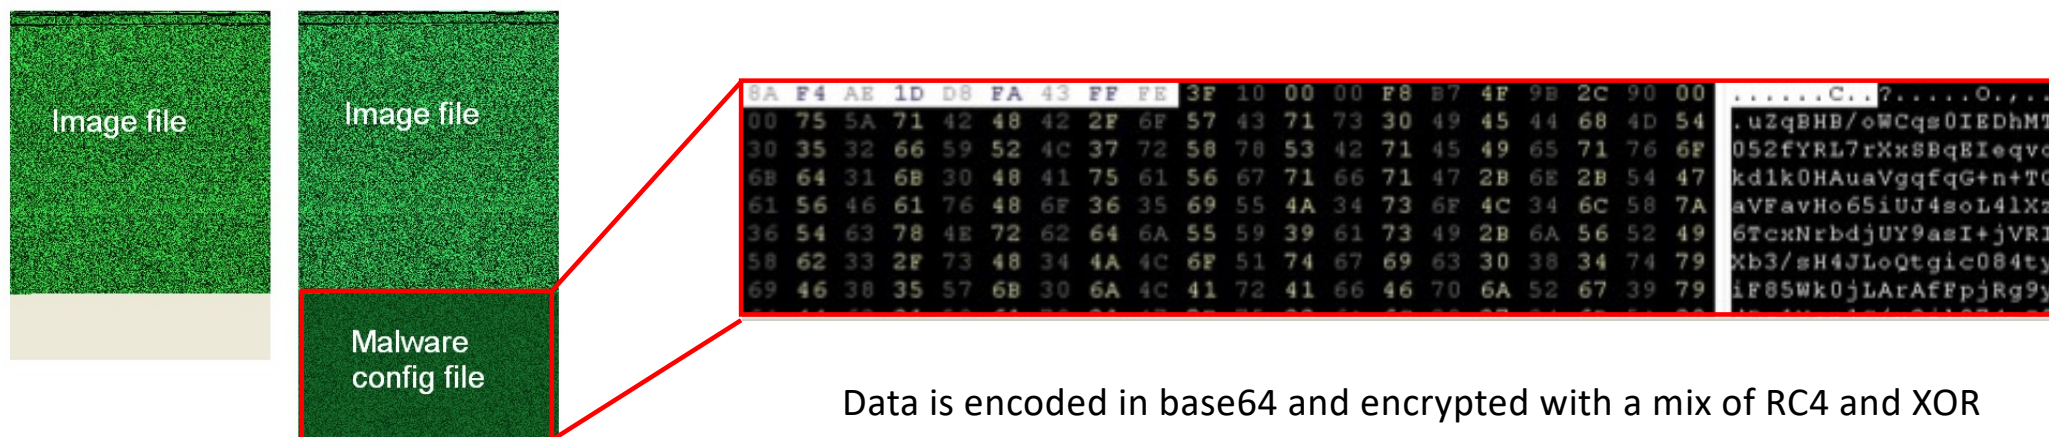 Image file
Image file
Malware
config file
8A F4 AE 1D D8 FA 43 FF FE 3F 10 00 00 F8 B7 4F 9B 2C 90 00 ......C..?.....O.,..
00 75 5A 71 42 48 42 2F 6F 57 43 71 73 30 49 45 44 68 4D 54 .uZqBHB/oWCqs0IEDhMT
30 35 32 66 59 52 4C 37 72 58 78 53 42 71 45 49 65 71 76 6F 052fYRL7rXxSBqEIeqvo
6B 64 31 6B 30 48 41 75 61 56 67 71 66 71 47 2B 6E 2B 54 47 kd1k0HAuaVgqfqG+n+TG
61 56 46 61 76 48 6F 36 35 69 55 4A 34 73 6F 4C 34 6C 58 7A aVFavHo65iUJ4soL4lXz
36 54 63 78 4E 72 62 64 6A 55 59 39 61 73 49 2B 6A 56 52 49 6TcxNrbdjUY9asI+jVRI
58 62 33 2F 73 48 34 4A 4C 6F 51 74 67 69 63 30 38 34 74 79 Xb3/sH4JLoQtgic084ty
69 46 38 35 57 6B 30 6A 4C 41 72 41 66 46 70 6A 52 67 39 79 iF85Wk0jLArAfFpjRg9y
Data is encoded in base64 and encrypted with a mix of RC4 and XOR